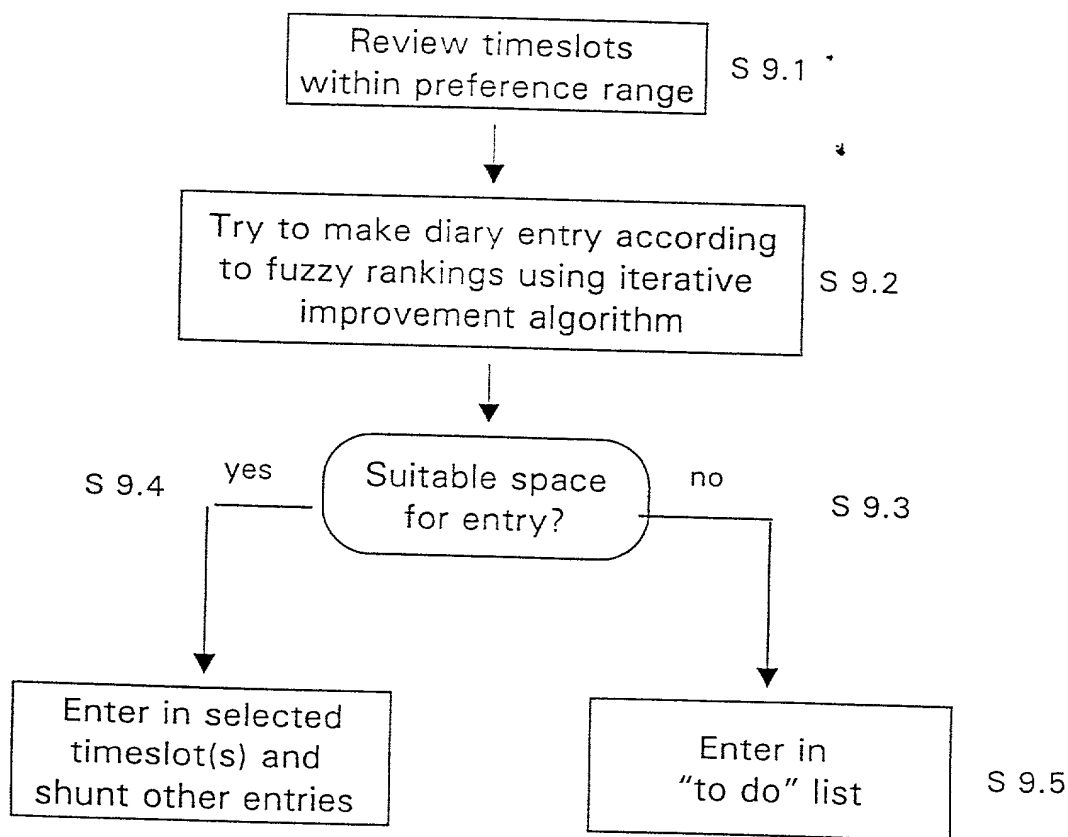 Review timeslots
within preference range
S 9.1
Try to make diary entry according
to fuzzy rankings using iterative
improvement algorithm
S 9.2
S 9.4
yes
Suitable space
for entry?
no
S 9.3
Enter in selected
timeslot(s) and
shunt other entries
Enter in
“to do” list
S 9.5